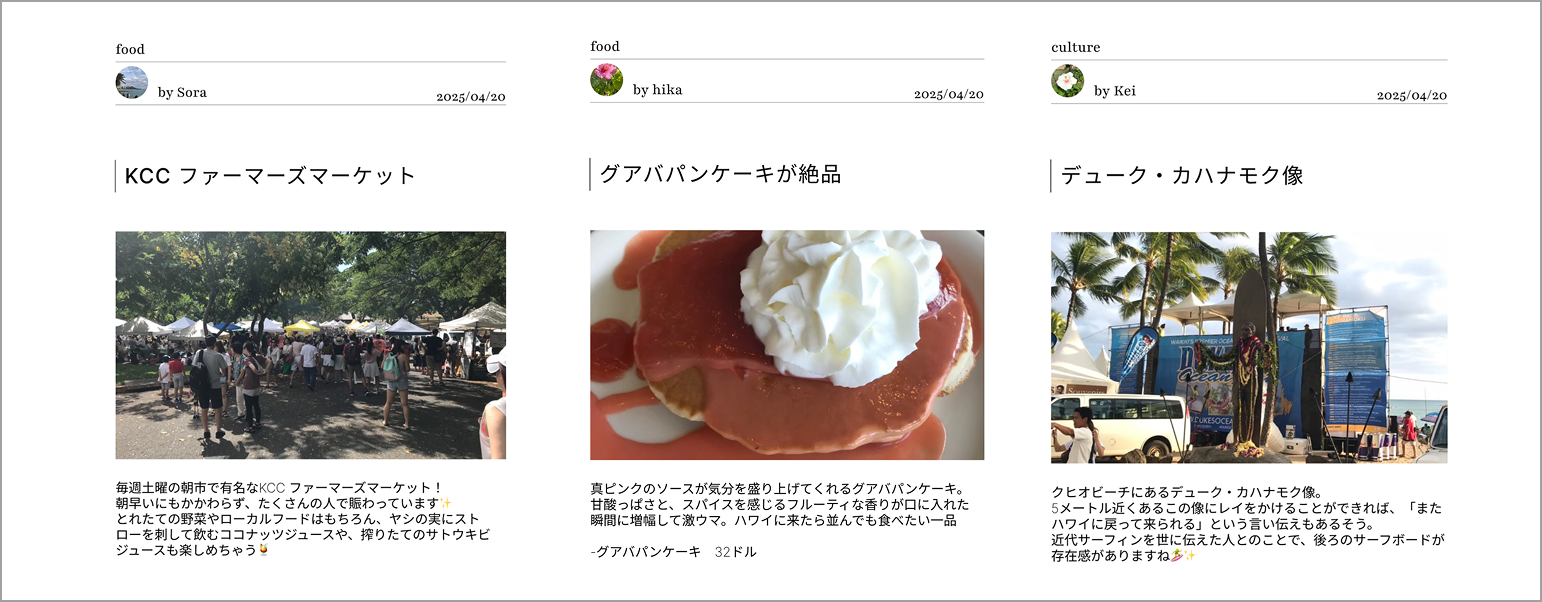 food
by Sora
2025/04/20
KCC ファーマーズマーケット
毎週土曜の朝市で有名なKCC ファーマーズマーケット！
朝早いにもかかわらず、たくさんの人で賑わっています✨
とれたての野菜やローカルフードはもちろん、ヤシの実にスト
ローを刺して飲むココナッツジュースや、搾りたてのサトウキビ
ジュースも楽しめちゃう🍹
food
by hika
2025/04/20
グアバパンケーキが絶品
真ピンクのソースが気分を盛り上げてくれるグアバパンケーキ。
甘酸っぱさと、スパイスを感じるフルーティな香りが口に入れた
瞬間に増幅して激ウマ。ハワイに来たら並んでも食べたい一品
-グアバパンケーキ　32ドル
culture
by Kei
2025/04/20
デューク・カハナモク像
Ocean
DUKESOCEA
クヒオビーチにあるデューク・カハナモク像。
5メートル近くあるこの像にレイをかけることができれば、「また
ハワイに戻って来られる」という言い伝えもあるそう。
近代サーフィンを世に伝えた人とのことで、後ろのサーフボードが
存在感がありますね🏄✨